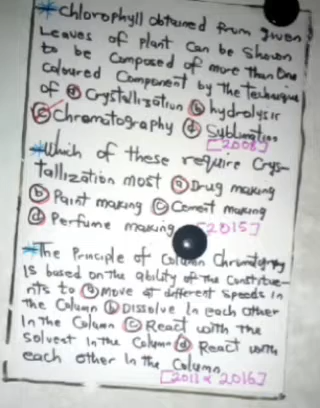 *Chlorophyll obtained from given
Leaves of Plant Can be Shown
to be Composed of more than one
Coloured Component by the Technique
of (a) Crystallization (b) hydrolysis
(c) Chromatography (d) Sublimation
[2008]
*Which of these require Crys-
tallization most (a) Drug making
(b) Paint making (c) Cement making
(d) Perfume making [2015]
*The Principle of Column Chromatography
Is based on the ability of the Constitue-
nts to (a) Move at different Speeds in
the Column (b) Dissolve In each other
In the Column (c) React with the
Solvent In the Column (d) React with
each other In the Column
[2011 & 2016]